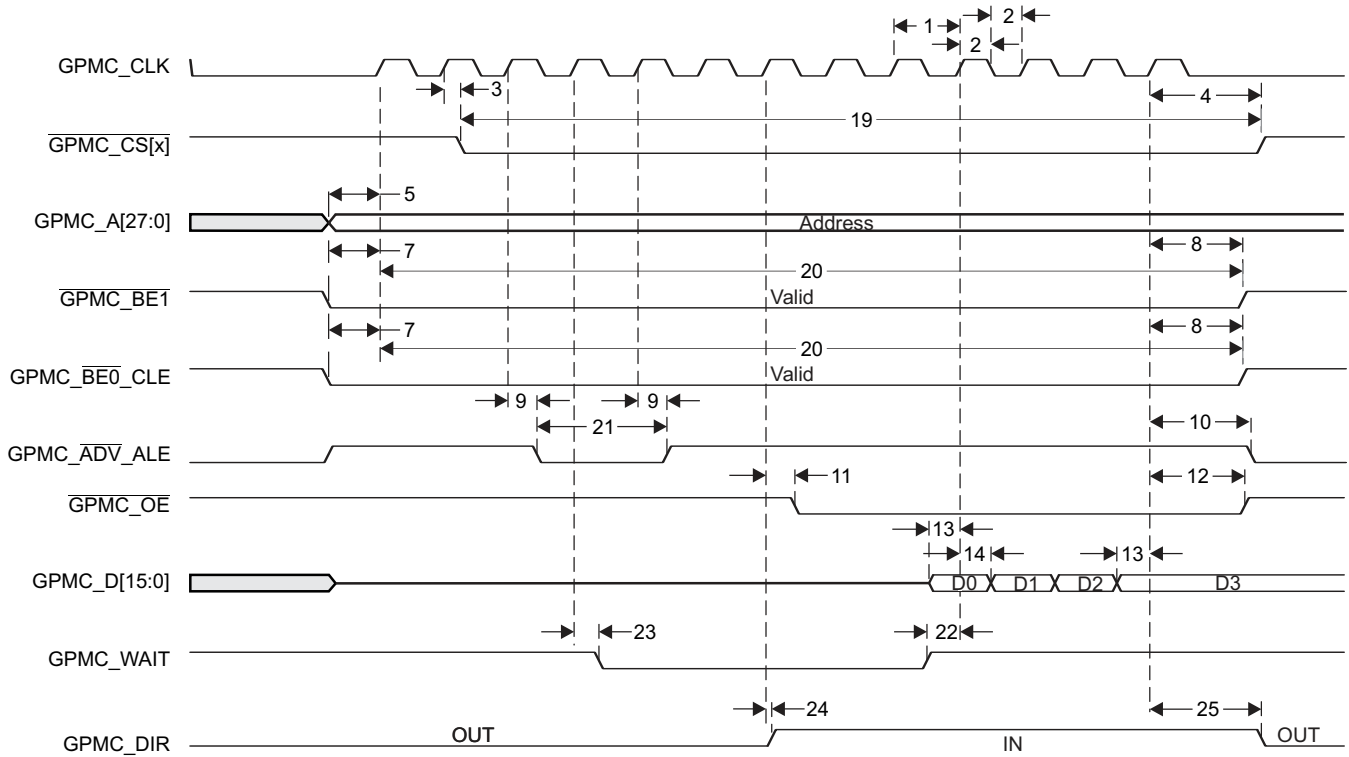 1
2
2
GPMC_CLK
3
4
19
GPMC_CS[x]
5
GPMC_A[27:0]
Address
7
8
20
GPMC_BE1
Valid
7
8
20
GPMC_BE0_CLE
Valid
9
9
21
10
GPMC_ADV_ALE
11
12
GPMC_OE
13
14
13
GPMC_D[15:0]
D0
D1
D2
D3
23
22
GPMC_WAIT
24
25
GPMC_DIR
OUT
IN
OUT